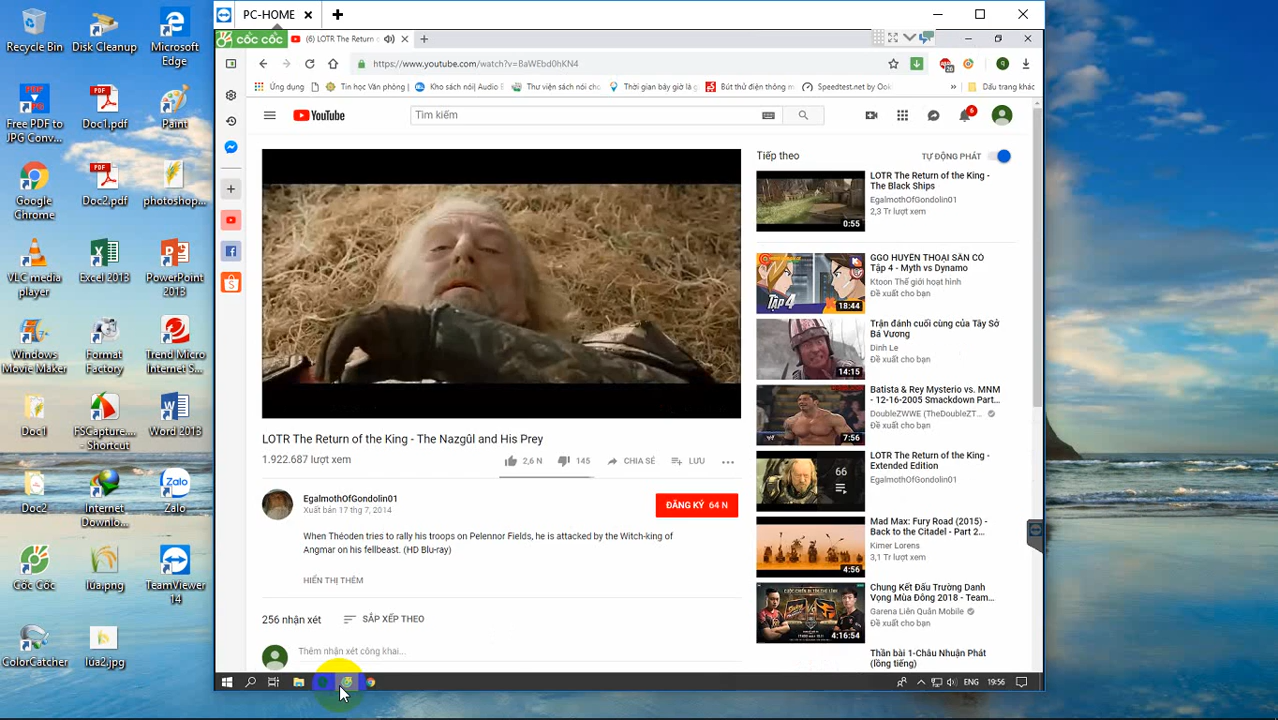 Recycle Bin
Disk Cleanup
Microsoft
Edge
Free PDF to
JPG Conv...
Doc1.pdf
Paint
Google
Chrome
Doc2.pdf
photoshop...
VLC media
player
Excel 2013
PowerPoint
2013
Windows
Movie Maker
Format
Factory
Trend Micro
Internet S...
Doc1
FSCapture....
- Shortcut
Word 2013
Doc2
Internet
Downlo...
Zalo
Cốc Cốc
lúa.png
TeamViewer
14
ColorCatcher
lúa2.jpg
PC-HOME
cốc cốc
(6) LOTR The Return
https://www.youtube.com/watch?v=BaWEbd0hKN4
Ứng dụng
Tin học Văn phòng |
Kho sách nói| Audio
Thư viện sách nói cho
Thời gian bây giờ là g
Bút thử điện thông m
Speedtest.net by Ook
»
Dấu trang khác
YouTube
Tìm kiếm
6
Tiếp theo
TỰ ĐỘNG PHÁT
LOTR The Return of the King -
The Black Ships
EgalmothOfGondolin01
2,3 Tr lượt xem
0:55
GGO HUYỀN THOẠI SÂN CỎ
Tập 4 - Myth vs Dynamo
Ktoon Thế giới hoạt hình
Đề xuất cho bạn
TẬP 4
18:44
Trận đánh cuối cùng của Tây Sở
Bá Vương
Dinh Le
Đề xuất cho bạn
14:15
Batista & Rey Mysterio vs. MNM
- 12-16-2005 Smackdown Part...
DoubleZWWE (TheDoubleZT...
Đề xuất cho bạn
7:56
LOTR The Return of the King -
Extended Edition
EgalmothOfGondolin01
66
Mad Max: Fury Road (2015) -
Back to the Citadel - Part 2...
Kimer Lorens
3,1 Tr lượt xem
4:56
Chung Kết Đấu Trường Danh
Vọng Mùa Đông 2018 - Team...
Garena Liên Quân Mobile
Đề xuất cho bạn
4:16:54
Thần bài 1-Châu Nhuận Phát
(lồng tiếng)
LOTR The Return of the King - The Nazgûl and His Prey
1.922.687 lượt xem
2,6 N
145
CHIA SẺ
LƯU
EgalmothOfGondolin01
Xuất bản 17 thg 7, 2014
ĐĂNG KÝ 64 N
When Théoden tries to rally his troops on Pelennor Fields, he is attacked by the Witch-king of
Angmar on his fellbeast. (HD Blu-ray)
HIỂN THỊ THÊM
256 nhận xét
SẮP XẾP THEO
Thêm nhận xét công khai...
ENG
19:56